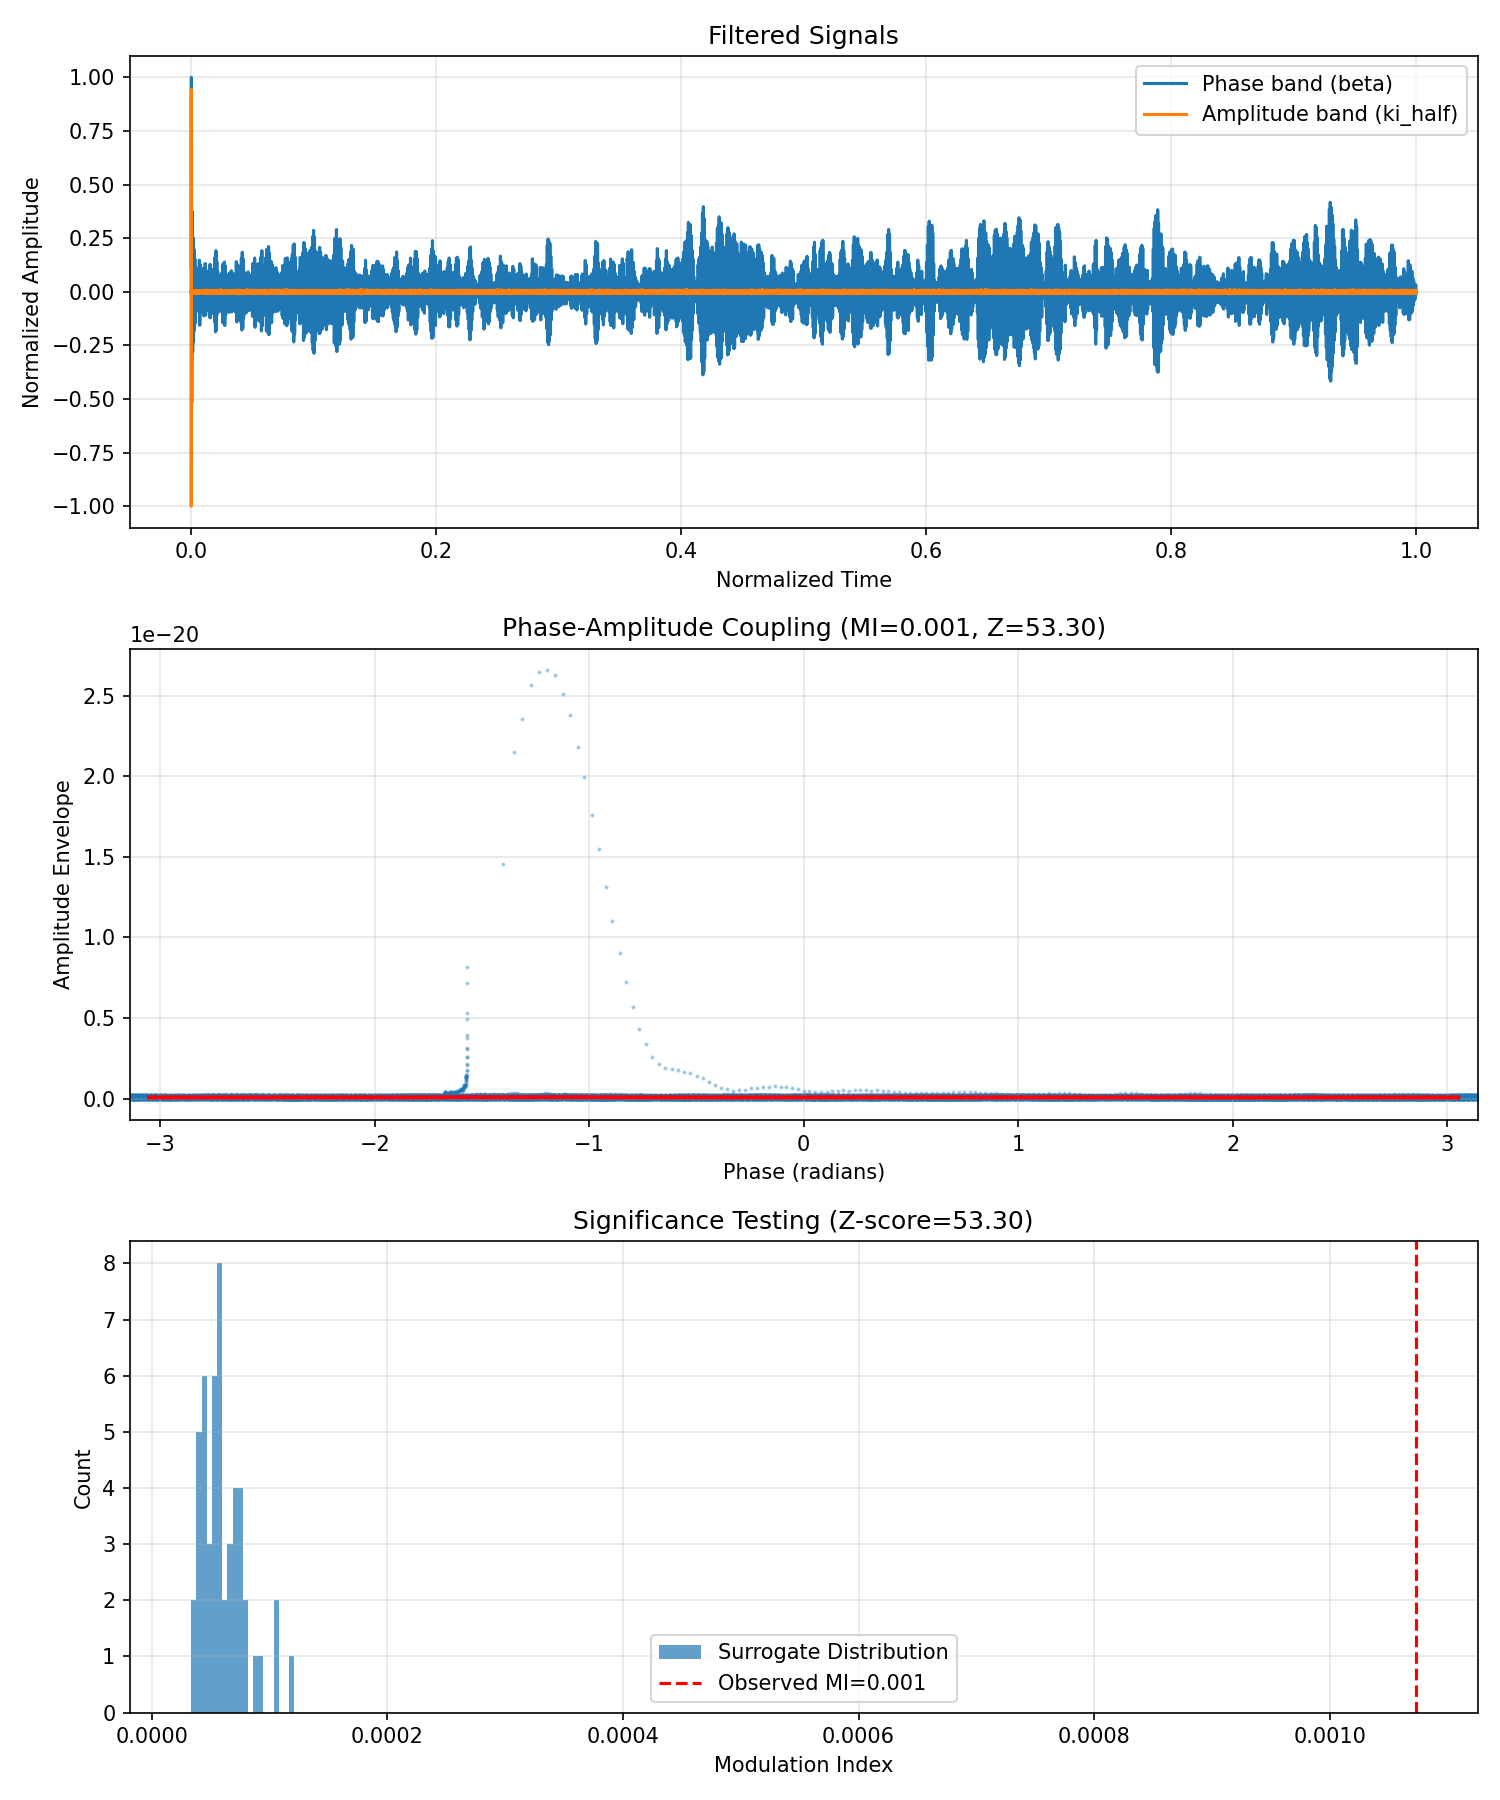 Filtered Signals
1.00
0.75
0.50
0.25
0.00
−0.25
−0.50
−0.75
−1.00
Normalized Amplitude
Phase band (beta)
Amplitude band (ki_half)
0.0 0.2 0.4 0.6 0.8 1.0
Normalized Time
1e−20
Phase-Amplitude Coupling (MI=0.001, Z=53.30)
2.5
2.0
1.5
1.0
0.5
0.0
Amplitude Envelope
−3 −2 −1 0 1 2 3
Phase (radians)
Significance Testing (Z-score=53.30)
8
7
6
5
4
3
2
1
0
Count
Surrogate Distribution
Observed MI=0.001
0.0000 0.0002 0.0004 0.0006 0.0008 0.0010
Modulation Index